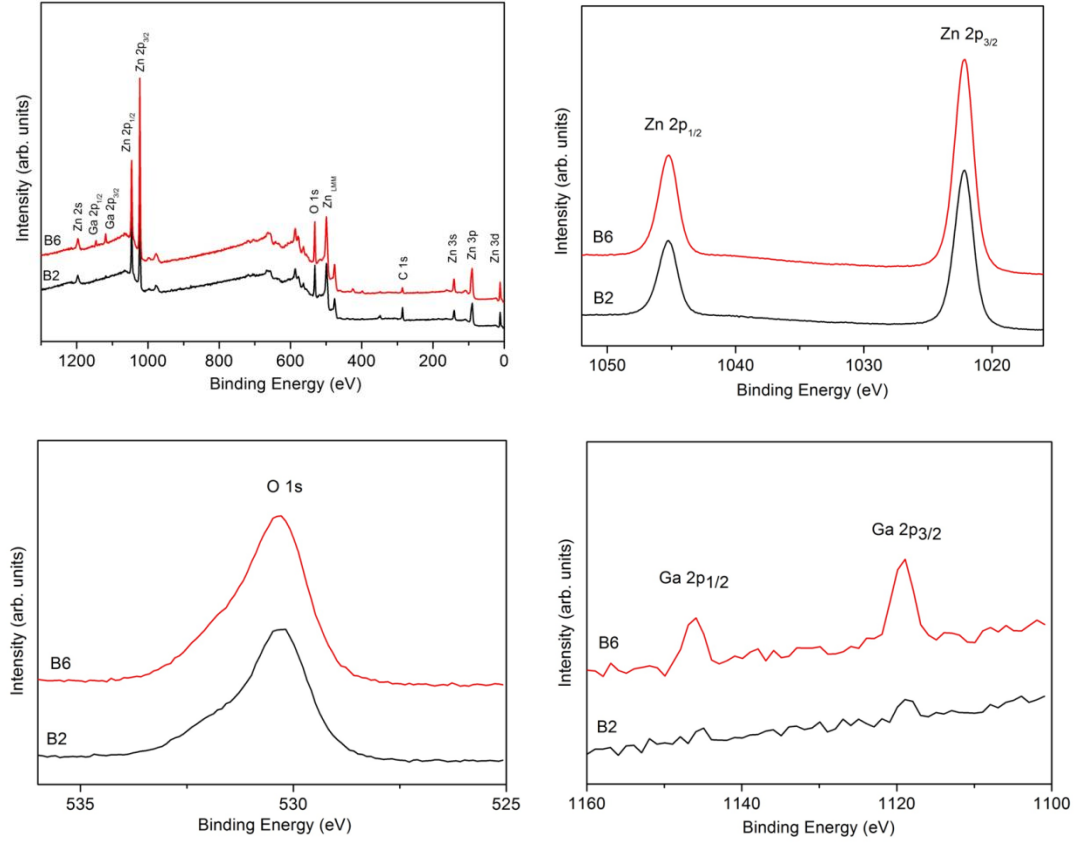 Intensity (arb. units)
Zn 2s
Ga 2p1/2
Ga 2p3/2
Zn 2p1/2
Zn 2p3/2
O 1s
Zn LMM
C 1s
Zn 3s
Zn 3p
Zn 3d
B6
B2
1200 1000 800 600 400 200 0
Binding Energy (eV)
Intensity (arb. units)
Zn 2p3/2
Zn 2p1/2
B6
B2
1050 1040 1030 1020
Binding Energy (eV)
Intensity (arb. units)
O 1s
B6
B2
535 530 525
Binding Energy (eV)
Intensity (arb. units)
Ga 2p3/2
Ga 2p1/2
B6
B2
1160 1140 1120 1100
Binding Energy (eV)